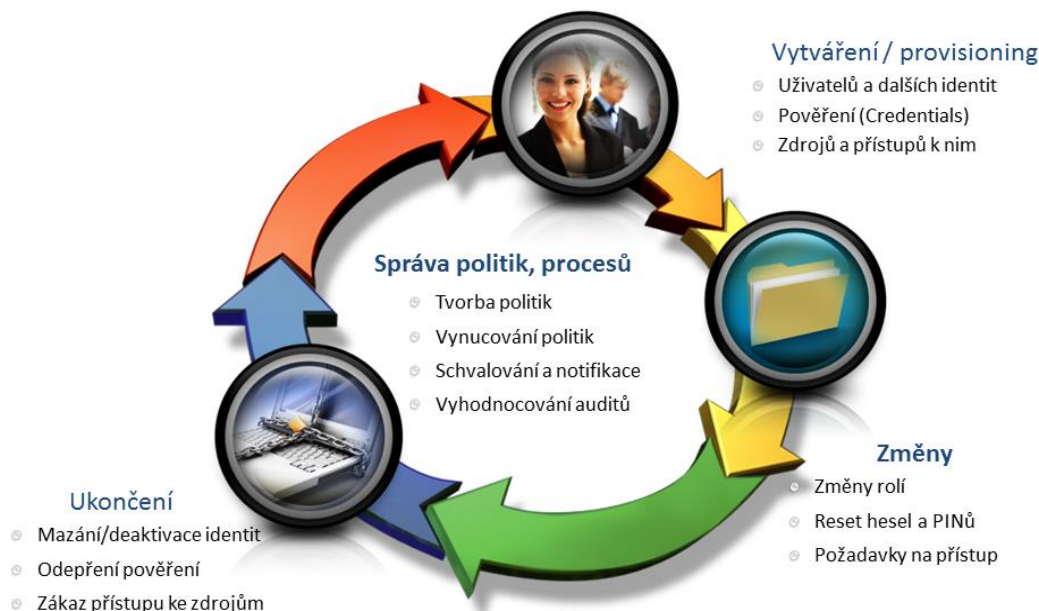 Vytváření / provisioning
Uživatelů a dalších identit
Pověření (Credentials)
Zdrojů a přístupů k nim
Správa politik, procesů
Tvorba politik
Vynucování politik
Schvalování a notifikace
Vyhodnocování auditů
Změny
Změny rolí
Reset hesel a PINů
Požadavky na přístup
Ukončení
Mazání/deaktivace identit
Odepření pověření
Zákaz přístupu ke zdrojům